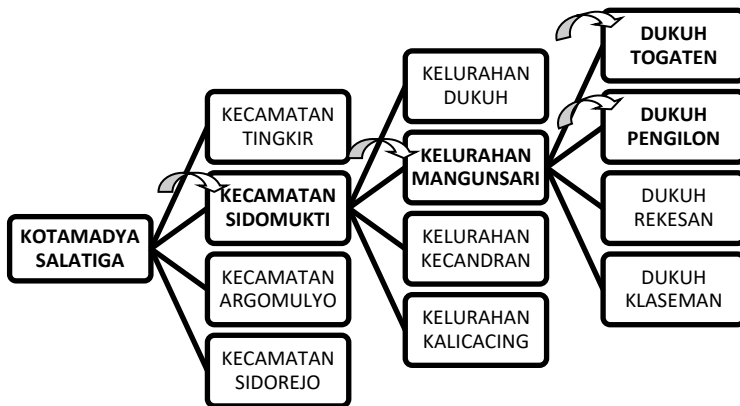 KOTAMADYA
SALATIGA
KECAMATAN
TINGKIR
KECAMATAN
SIDOMUKTI
KECAMATAN
ARGOMULYO
KECAMATAN
SIDOREJO
KELURAHAN
DUKUH
KELURAHAN
MANGUNSARI
KELURAHAN
KECANDRAN
KELURAHAN
KALICACING
DUKUH
TOGATEN
DUKUH
PENGILON
DUKUH
REKESAN
DUKUH
KLASEMAN